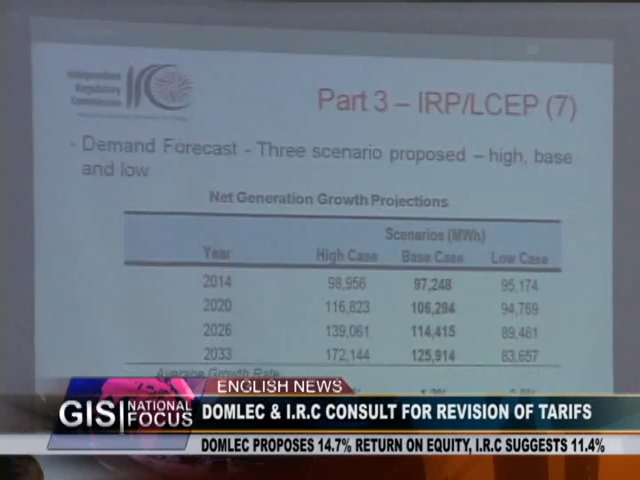 Independent
Regulatory
Commission
IRC
Part 3 – IRP/LCEP (7)
- Demand Forecast - Three scenario proposed – high, base
and low
Net Generation Growth Projections
Scenarios (MWh)
Year High Case Base Case Low Case
2014 98,956 97,248 95,174
2020 116,823 106,294 94,769
2026 139,061 114,415 89,461
2033 172,144 125,914 83,657
Average Growth Rate
ENGLISH NEWS
GIS NATIONAL
FOCUS
DOMLEC & I.R.C CONSULT FOR REVISION OF TARIFS
DOMLEC PROPOSES 14.7% RETURN ON EQUITY, I.R.C SUGGESTS 11.4%